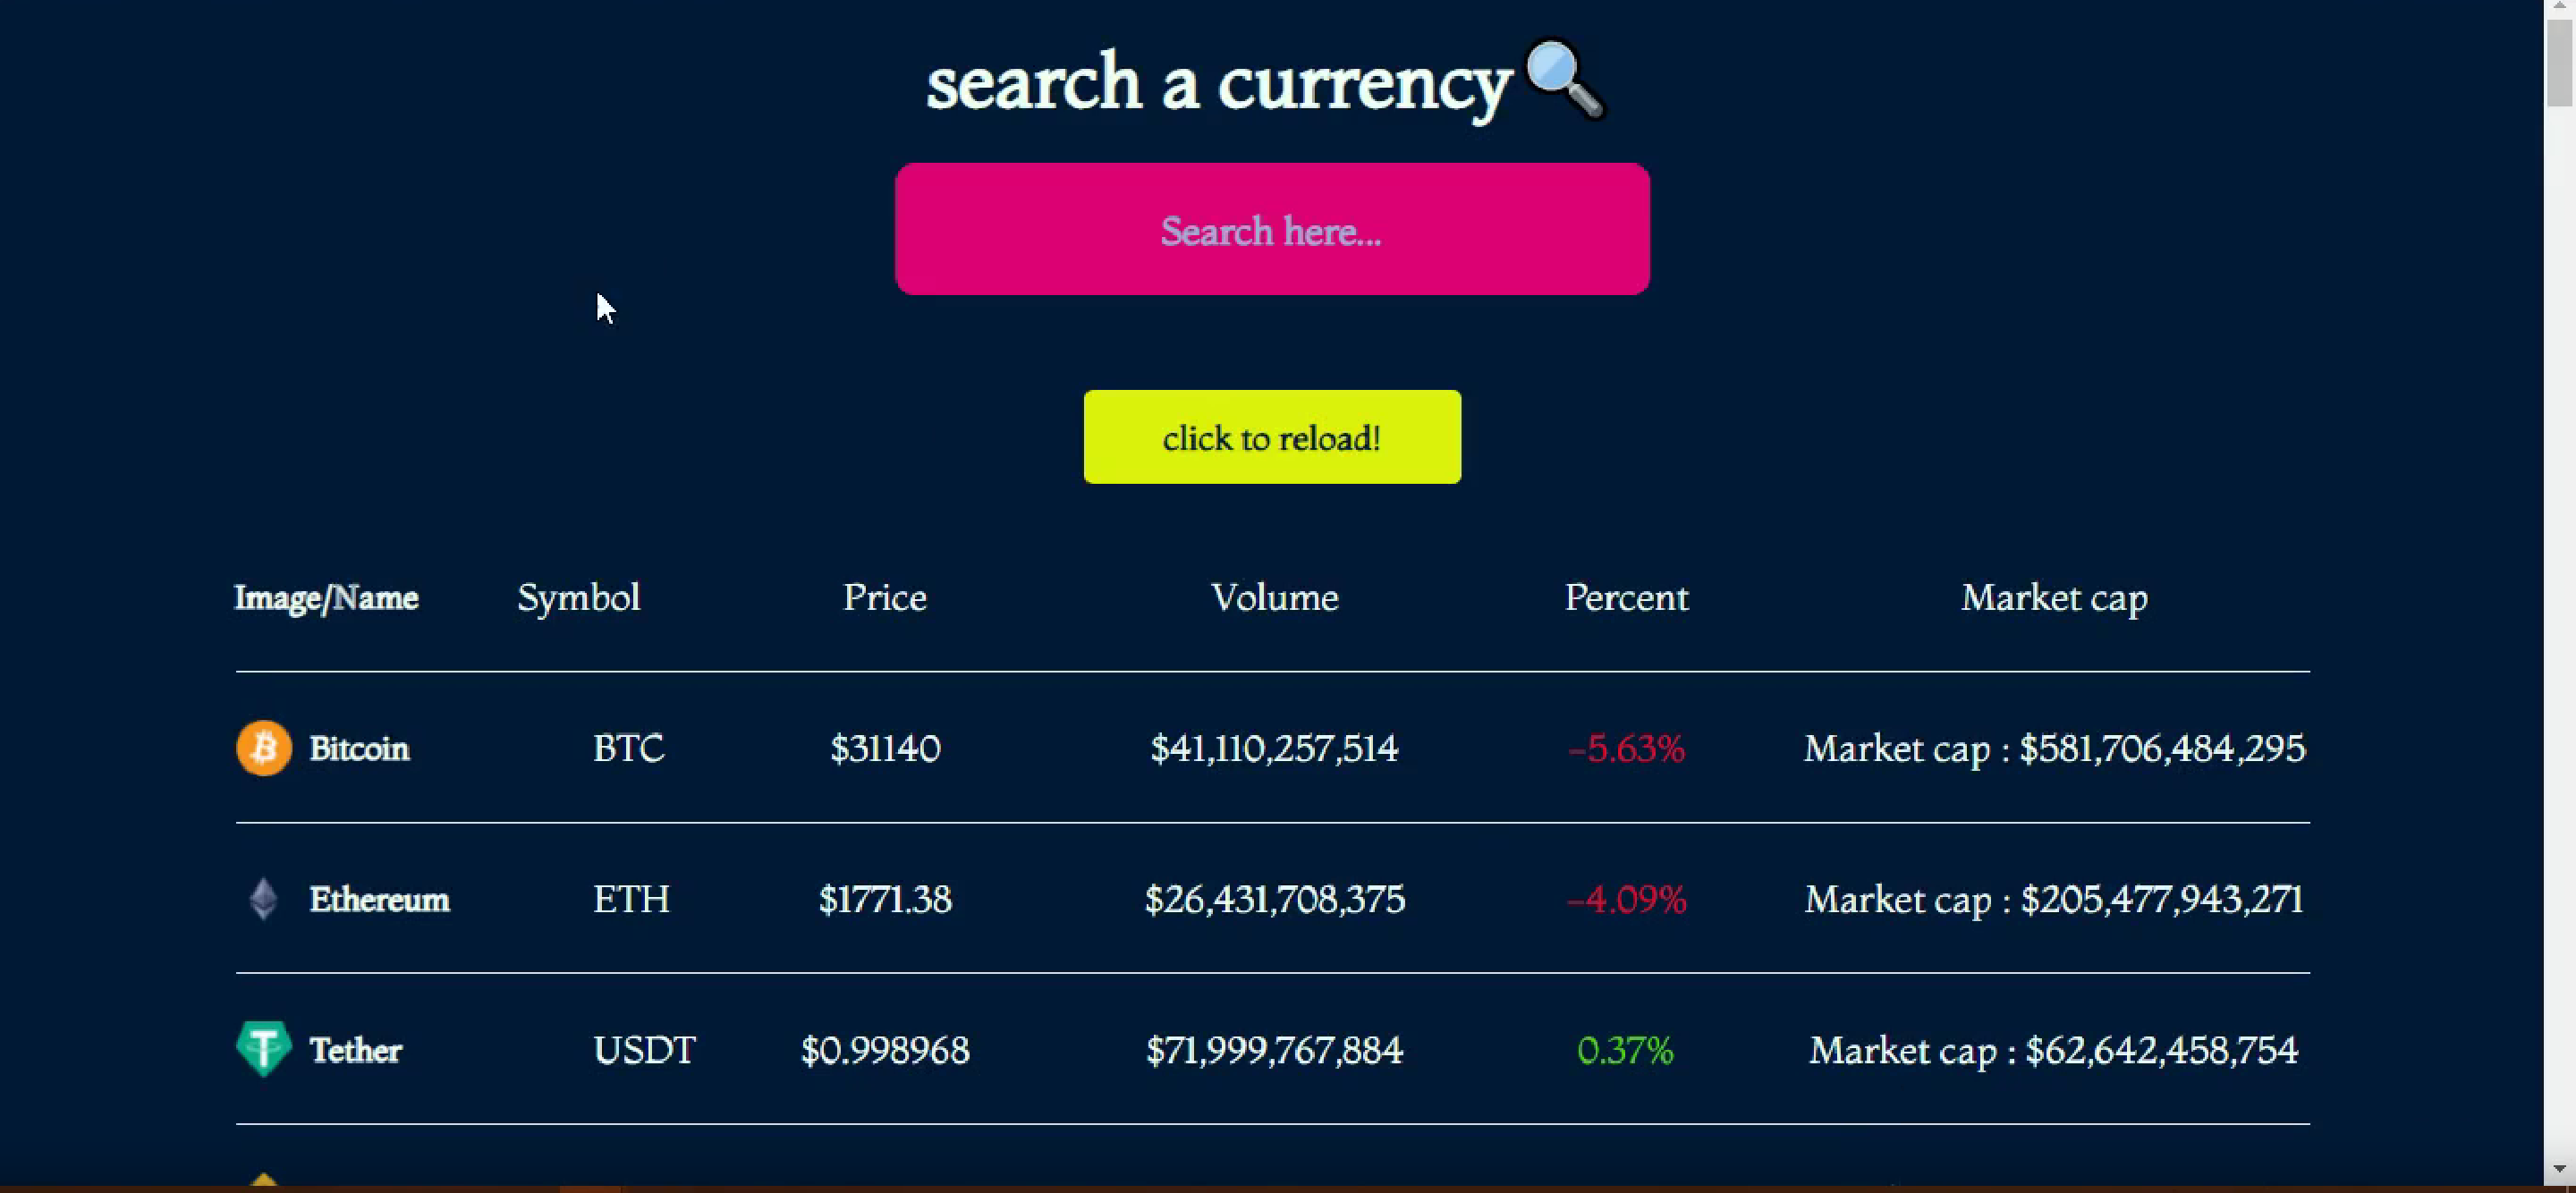 search a currency
Search here...
click to reload!
Image/Name Symbol Price Volume Percent Market cap
Bitcoin BTC $31140 $41,110,257,514 -5.63% Market cap : $581,706,484,295
Ethereum ETH $1771.38 $26,431,708,375 -4.09% Market cap : $205,477,943,271
Tether USDT $0.998968 $71,999,767,884 0.37% Market cap : $62,642,458,754